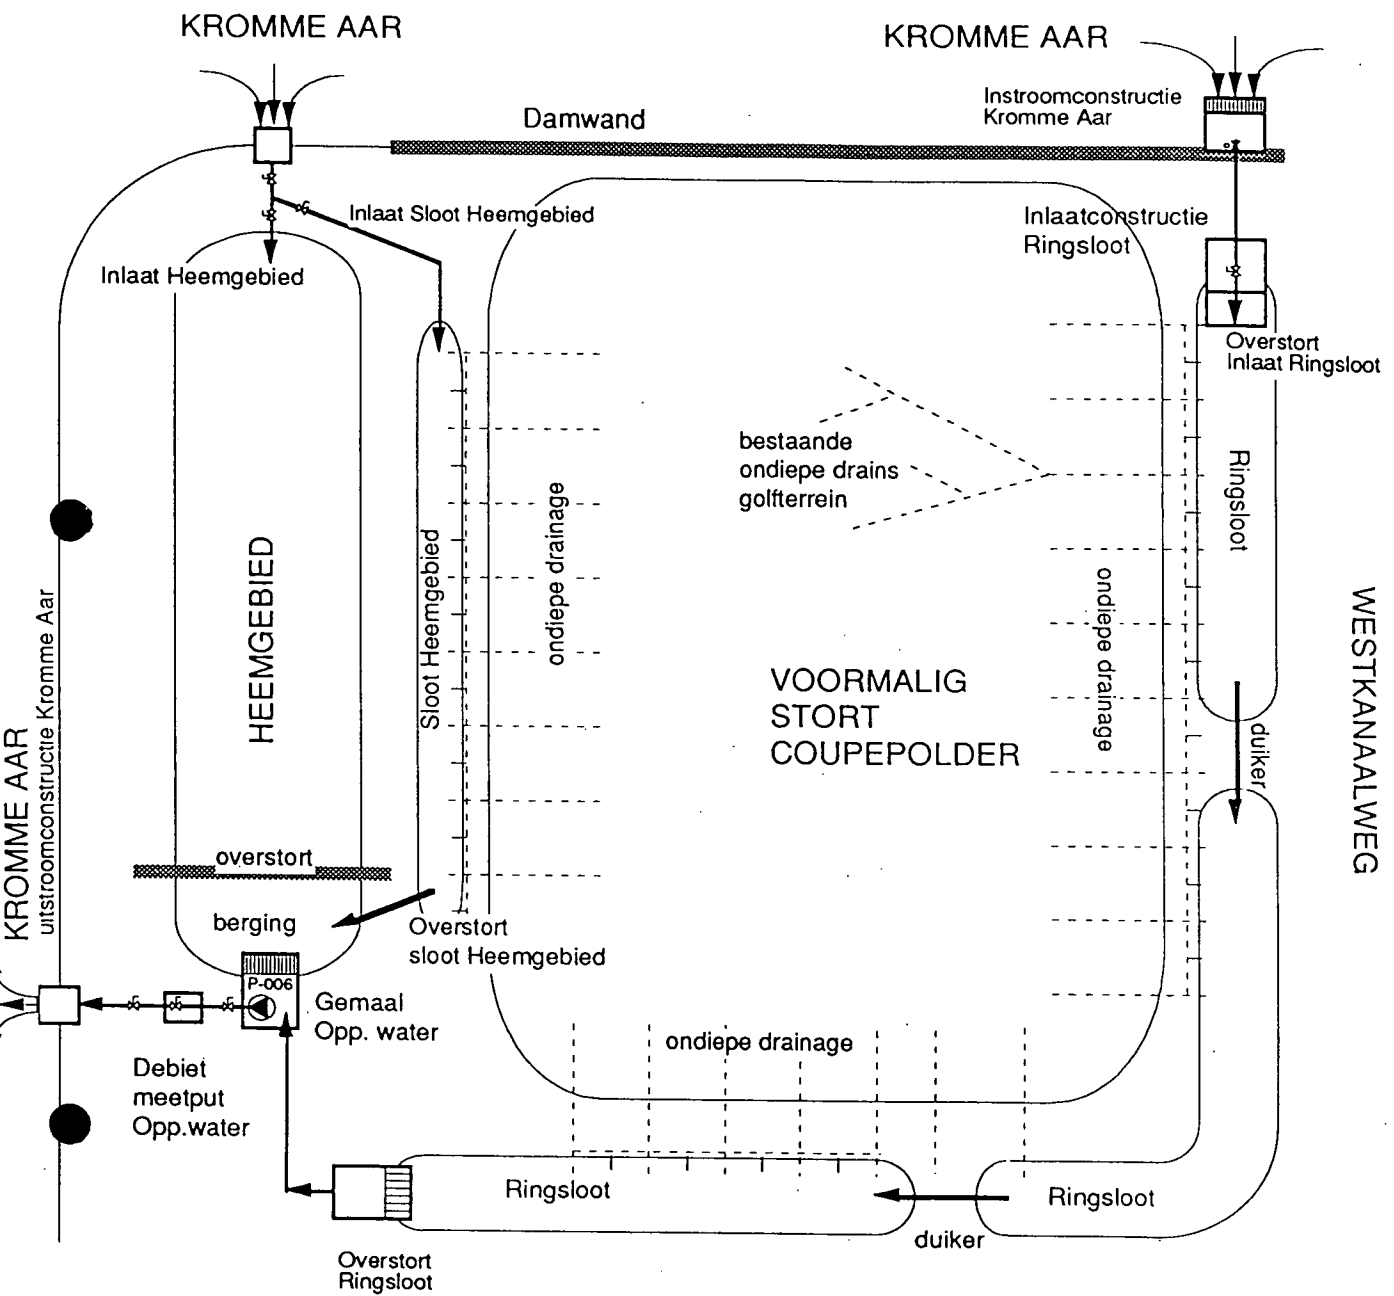 KROMME AAR
KROMME AAR
Instroomconstructie
Kromme Aar
Damwand
Inlaat Sloot Heemgebied
Inlaatconstructie
Ringsloot
Inlaat Heemgebied
Overstort
Inlaat Ringsloot
bestaande
ondiepe drains
golfterrein
Ringsloot
ondiepe drainage
Sloot Heemgebied
HEEMGEBIED
ondiepe drainage
WESTKANAALWEG
VOORMALIG
STORT
COUPEPOLDER
duiker
KROMME AAR
uitstroomconstructie Kromme Aar
overstort
berging
Overstort
sloot Heemgebied
P-006
Gemaal
Opp. water
ondiepe drainage
Debiet
meetput
Opp.water
Ringsloot
Ringsloot
duiker
Overstort
Ringsloot